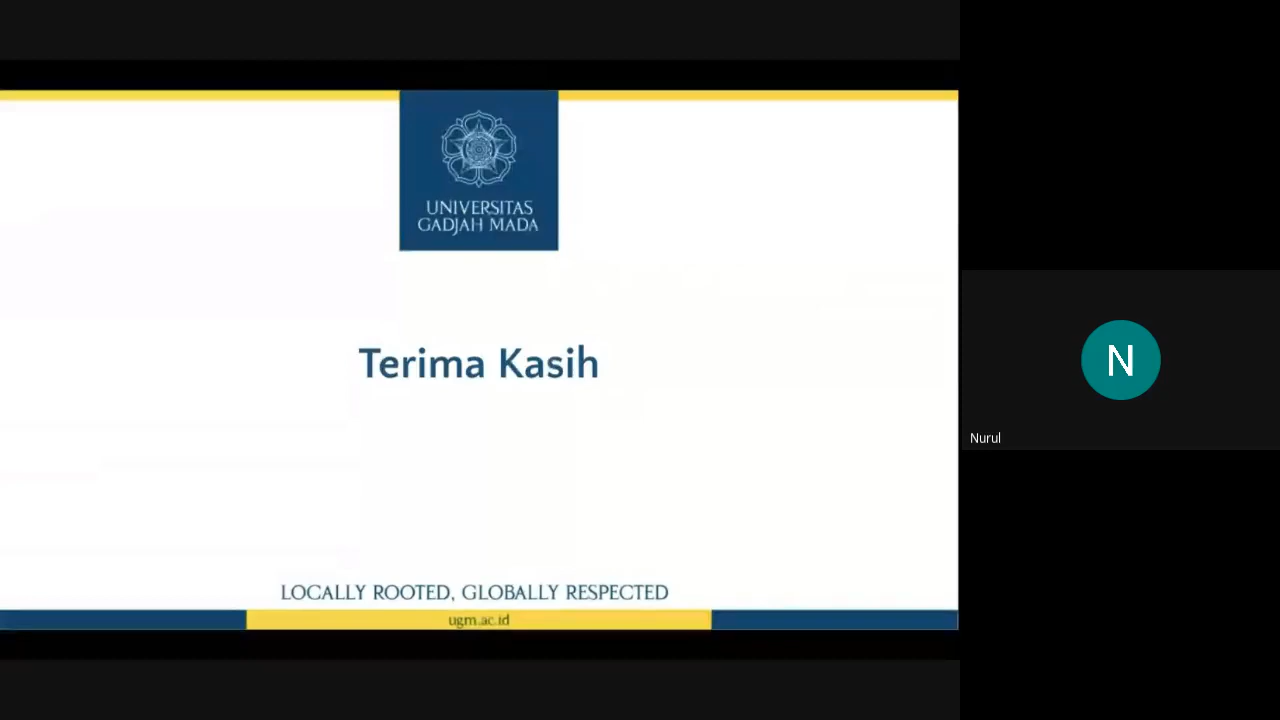 UNIVERSITAS
GADJAH MADA
Terima Kasih
LOCALLY ROOTED, GLOBALLY RESPECTED
ugm.ac.id
N
Nurul